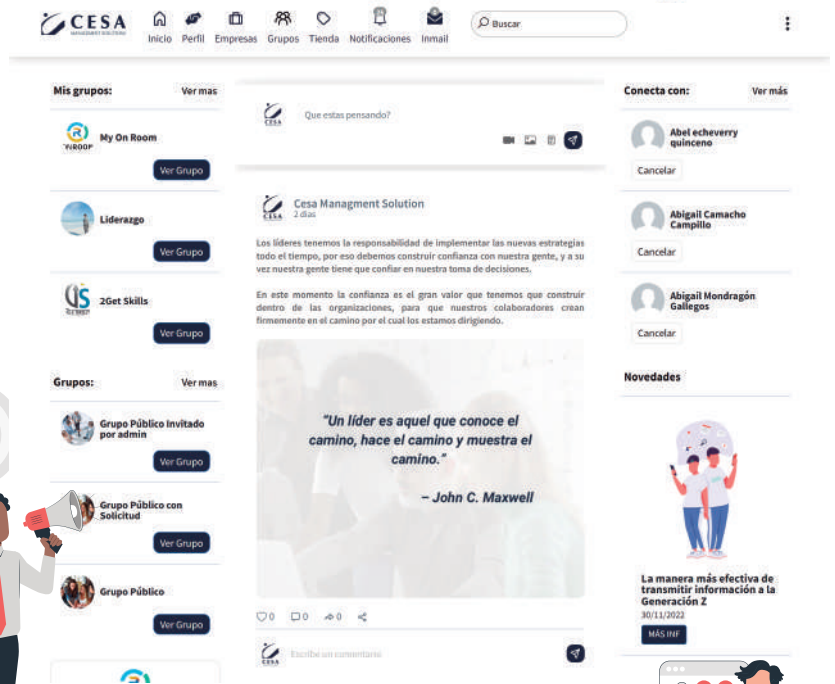 CESA
MANAGEMENT SOLUTIONS
Inicio Perfil Empresas Grupos Tienda Notificaciones Inmail
Buscar
Mis grupos: Ver mas
My On Room
Ver Grupo
Liderazgo
Ver Grupo
2Get Skills
Ver Grupo
Grupos: Ver mas
Grupo Público Invitado
por admin
Ver Grupo
Grupo Público con
Solicitud
Ver Grupo
Grupo Público
Ver Grupo
CESA
Que estas pensando?
CESA
Cesa Managment Solution
2 dias
Los líderes tenemos la responsabilidad de implementar las nuevas estrategias
todo el tiempo, por eso debemos construir confianza con nuestra gente, y a su
vez nuestra gente tiene que confiar en nuestra toma de decisiones.
En este momento la confianza es el gran valor que tenemos que construir
dentro de las organizaciones, para que nuestros colaboradores crean
firmemente en el camino por el cual los estamos dirigiendo.
"Un líder es aquel que conoce el
camino, hace el camino y muestra el
camino."
– John C. Maxwell
0 0 0
CESA
Escribe un comentario
Conecta con: Ver más
Abel echeverry
quinceno
Cancelar
Abigail Camacho
Campillo
Cancelar
Abigail Mondragón
Gallegos
Cancelar
Novedades
La manera más efectiva de
transmitir información a la
Generación Z
30/11/2022
MÁS INF